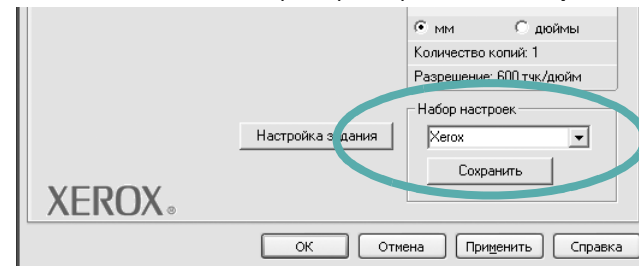 мм дюймы
Количество копий: 1
Разрешение: 600 тчк/дюйм
Набор настроек
Настройка задания
Xerox
Сохранить
XEROX®
ОК Отмена Применить Справка